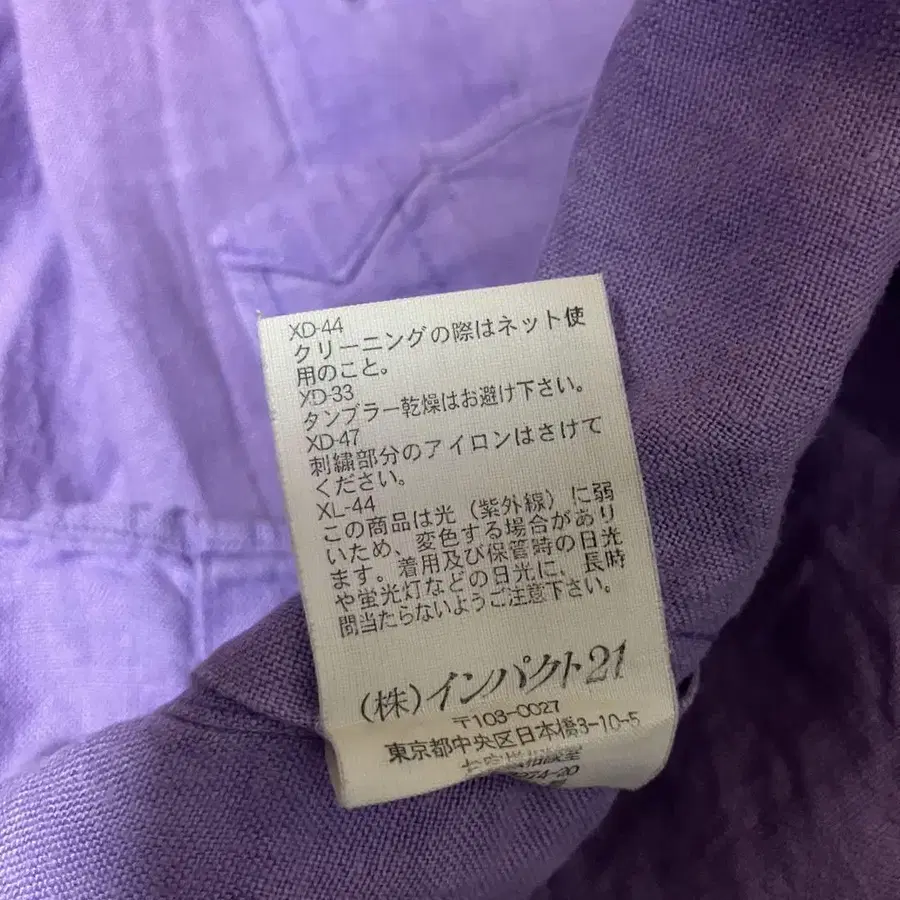 XD-44
クリーニングの際はネット使
用のこと。
XD-33
タンブラー乾燥はお避け下さい。
XD-47
刺繍部分のアイロンはさけて
ください。
XL-44
この商品は光(紫外線)に弱
いため、変色する場合があり
ます。着用及び保管時の日光
や蛍光灯などの日光に、長時
間当たらないようご注意下さい。
(株)インパクト21
〒103-0027
東京都中央区日本橋3-10-5